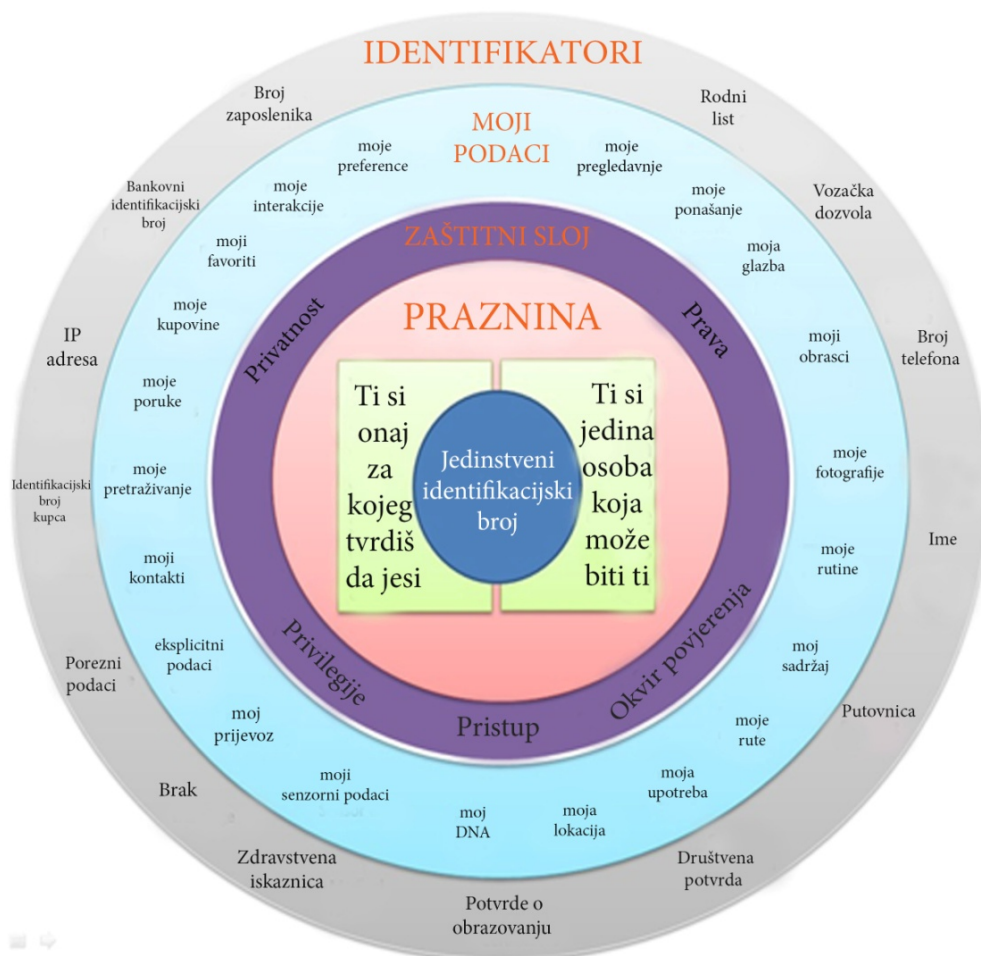 IDENTIFIKATORI
Broj
zaposlenika
Rodni
list
Vozačka
dozvola
Broj
telefona
Ime
Putovnica
Društvena
potvrda
Potvrde o
obrazovanju
Zdravstvena
iskaznica
Brak
Porezni
podaci
Identifikacijski
broj
kupca
IP
adresa
Bankovni
identifikacijski
broj
MOJI
PODACI
moje
pregledavnje
moje
ponašanje
moja
glazba
moji
obrasci
moje
fotografije
moje
rutine
moj
sadržaj
moje
rute
moja
upotreba
moja
lokacija
moj
DNA
moji
senzorni podaci
moj
prijevoz
eksplicitni
podaci
moji
kontakti
moje
pretraživanje
moje
poruke
moje
kupovine
moji
favoriti
moje
interakcije
moje
preference
ZAŠTITNI SLOJ
Prava
Okvir povjerenja
Pristup
Privilegije
Privatnost
PRAZNINA
Ti si
onaj
za
kojeg
tvrdiš
da jesi
Jedinstveni
identifikacijski
broj
Ti si
jedina
osoba
koja
može
biti ti